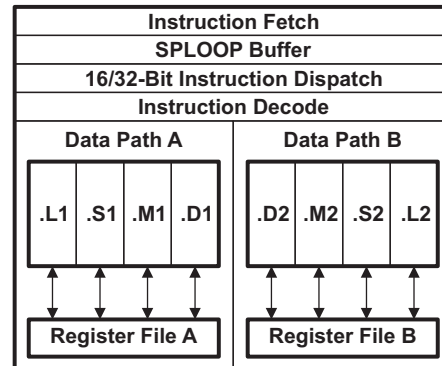 Instruction Fetch
SPLOOP Buffer
16/32-Bit Instruction Dispatch
Instruction Decode
Data Path A
Data Path B
.L1 .S1 .M1 .D1
.D2 .M2 .S2 .L2
Register File A
Register File B